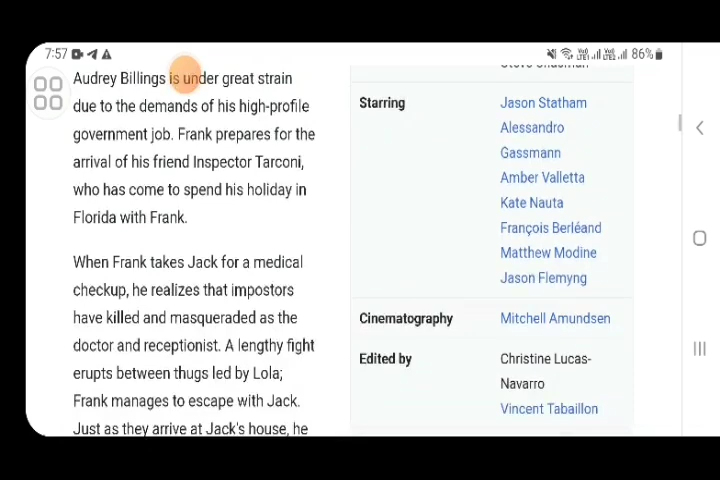 7:57
86%
Audrey Billings is under great strain
due to the demands of his high-profile
government job. Frank prepares for the
arrival of his friend Inspector Tarconi,
who has come to spend his holiday in
Florida with Frank.
When Frank takes Jack for a medical
checkup, he realizes that impostors
have killed and masqueraded as the
doctor and receptionist. A lengthy fight
erupts between thugs led by Lola;
Frank manages to escape with Jack.
Just as they arrive at Jack's house, he
Starring
Jason Statham
Alessandro
Gassmann
Amber Valletta
Kate Nauta
François Berléand
Matthew Modine
Jason Flemyng
Cinematography
Mitchell Amundsen
Edited by
Christine Lucas-
Navarro
Vincent Tabaillon